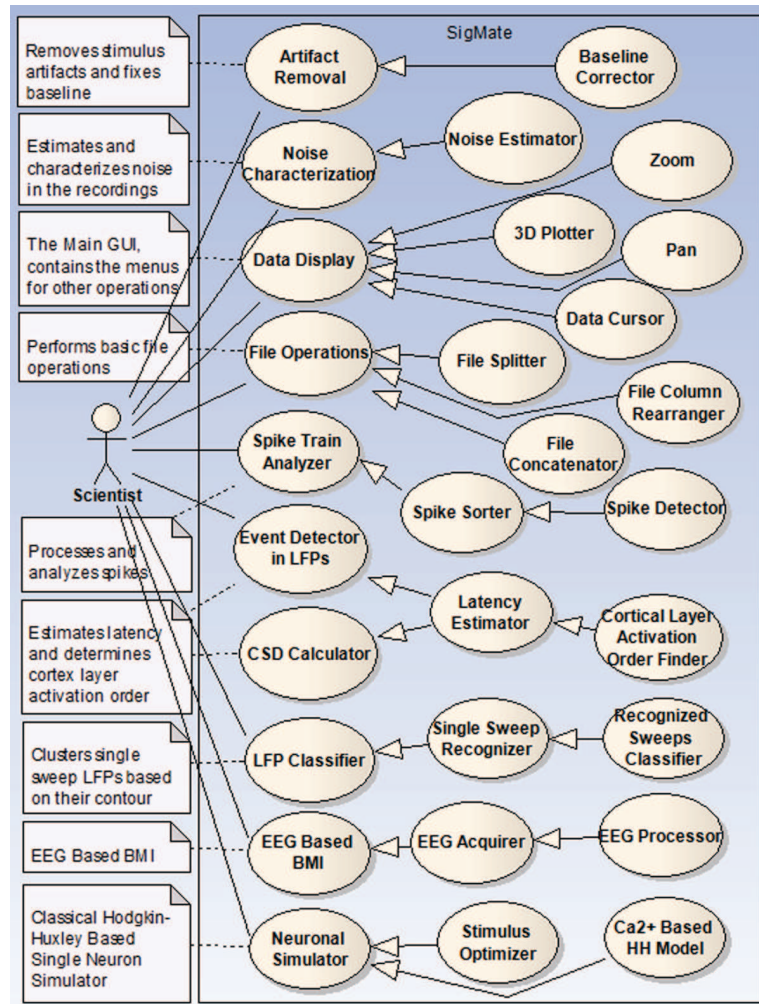 SigMate
Removes stimulus
artifacts and fixes
baseline
Artifact
Removal
Baseline
Corrector
Estimates and
characterizes noise
in the recordings
Noise
Characterization
Noise Estimator
Zoom
The Main GUI,
contains the menus
for other operations
Data Display
3D Plotter
Pan
Data Cursor
Performs basic file
operations
File Operations
File Splitter
File Column
Rearranger
File
Concatenator
Scientist
Spike Train
Analyzer
Spike Sorter
Spike Detector
Processes and
analyzes spikes
Event Detector
in LFPs
Latency
Estimator
Cortical Layer
Activation
Order Finder
Estimates latency
and determines
cortex layer
activation order
CSD Calculator
Clusters single
sweep LFPs based
on their contour
LFP Classifier
Single Sweep
Recognizer
Recognized
Sweeps
Classifier
EEG Based BMI
EEG Based
BMI
EEG Acquirer
EEG Processor
Classical Hodgkin-
Huxley Based
Single Neuron
Simulator
Neuronal
Simulator
Stimulus
Optimizer
Ca2+ Based
HH Model